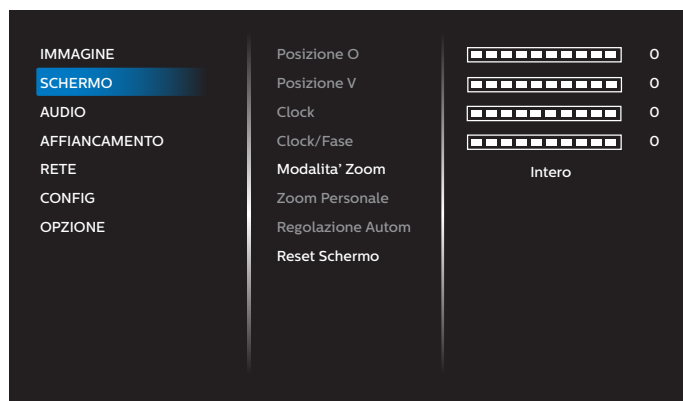 IMMAGINE
SCHERMO
AUDIO
AFFIANCAMENTO
RETE
CONFIG
OPZIONE
Posizione O 0
Posizione V 0
Clock 0
Clock/Fase 0
Modalita’ Zoom Intero
Zoom Personale
Regolazione Autom
Reset Schermo